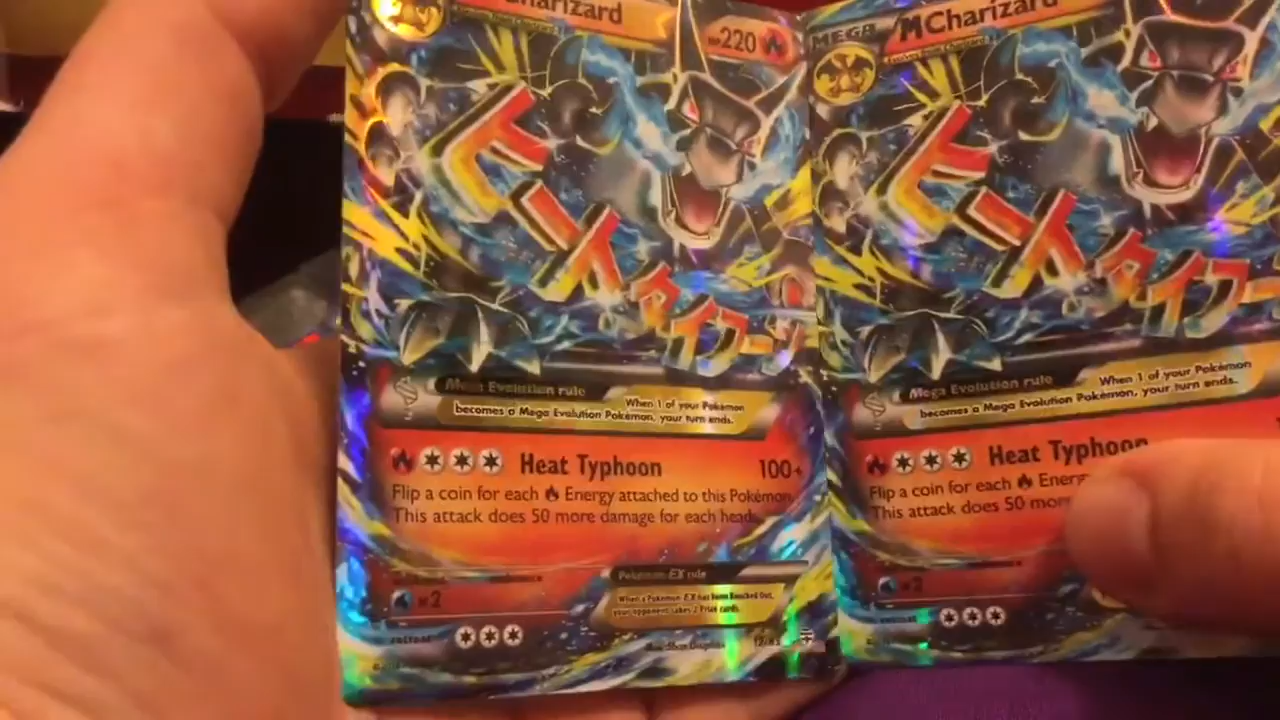 Charizard
HP220
ヒートタイフーン
Mega Evolution rule
When 1 of your Pokémon
becomes a Mega Evolution Pokémon, your turn ends.
Heat Typhoon 100+
Flip a coin for each Energy attached to this Pokémon.
This attack does 50 more damage for each heads.
×2
Pokémon-EX rule
When a Pokémon-EX has been Knocked Out,
your opponent takes 2 Prize cards.
MEGA
MCharizard
ヒートタイフー
Mega Evolution rule
When 1 of your Pokémon
becomes a Mega Evolution Pokémon, your turn ends.
Heat Typhoon
Flip a coin for each Energ
This attack does 50 mor
×2